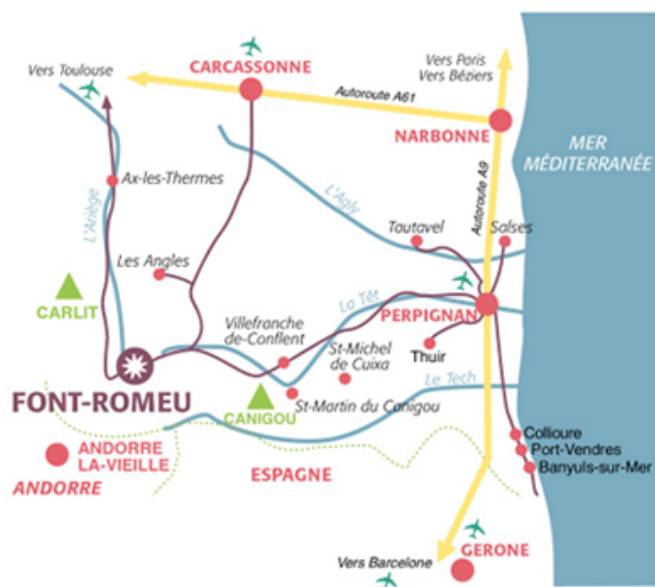 Vers Toulouse
CARCASSONNE
Vers Paris
Vers Béziers
Autoroute A61
NARBONNE
MER
MÉDITERRANÉE
Ax-les-Thermes
L'Ariège
L'Agly
Autoroute A9
Tautavel
Salses
Les Angles
CARLIT
La Têt
PERPIGNAN
Villefranche
de-Conflent
St-Michel
de Cuixa
Thuir
Le Tech
FONT-ROMEU
CANIGOU
St-Martin du Canigou
Collioure
Port-Vendres
Banyuls-sur-Mer
ANDORRE
LA-VIEILLE
ANDORRE
ESPAGNE
Vers Barcelone
GERONE